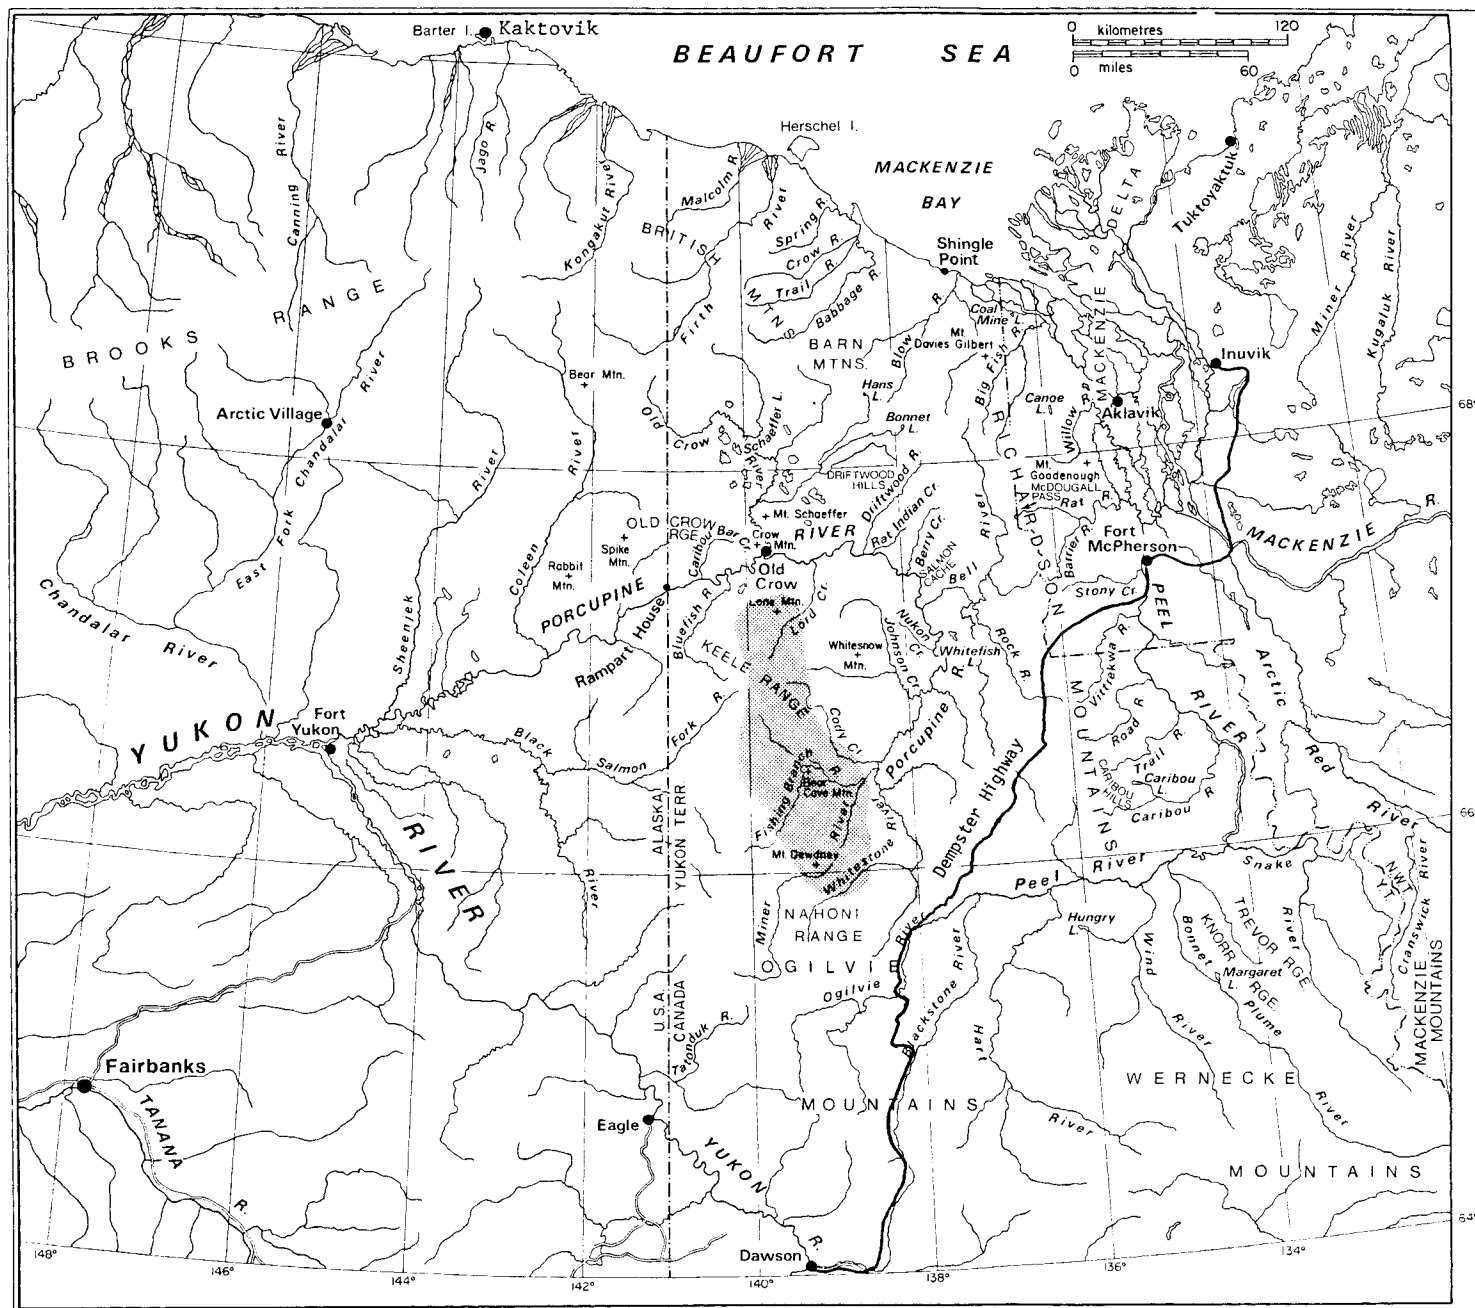 Barter I. Kaktovik
BEAUFORT SEA
0 kilometres 120
0 miles 60
Herschel I.
MACKENZIE
BAY
DELTA
Tuktoyaktuk
Canning River
Jago R.
Kongakut River
Malcolm R.
BRITISH
MTNS
Firth River
Spring R.
Crow R.
Trail R.
Babbage R.
Shingle
Point
Miner River
Kugaluk River
BROOKS RANGE
BARN
MTNS.
Blow R.
Coal
Mine L.
Mt.
Davies Gilbert
Big Fish R.
MACKENZIE
Inuvik
Bear Mtn.
Hans
L.
Canoe
L.
Willow R.
Aklavik
68°
Arctic Village
East Fork Chandalar River
Old Crow River
Schaeffer L.
Bonnet
L.
RICHARDSON
MOUNTAINS
DRIFTWOOD
HILLS
Driftwood R.
Mt.
Goodenough
McDOUGALL
PASS
Rat R.
Sheenjek River
Coleen River
OLD CROW
RGE
Mt. Schaeffer
Crow
Mtn.
Spike
Mtn.
Rabbit
Mtn.
Caribou Bar Cr.
PORCUPINE RIVER
Old
Crow
Rat Indian Cr.
Berry Cr.
SALMON
CACHE
Bell River
Barrier R.
Fort
McPherson
MACKENZIE R.
Stony Cr.
PEEL RIVER
Chandalar River
Rampart House
Bluefish R.
Lone Mtn.
Lord Cr.
KEELE RANGE
Whitesnow
Mtn.
Johnson Cr.
Nukon Cr.
Whitefish
L.
Rock R.
Vittrekwa R.
Arctic Red River
YUKON RIVER
Fort
Yukon
Black River
Salmon Fork R.
Cody Cr.
Porcupine R.
Road R.
Trail R.
CARIBOU
HILLS
Caribou
L.
Caribou R.
Fishing Branch R.
Bear
Cave Mtn.
Miner River
Mt. Dewdney
Whitestone River
Dempster Highway
66°
ALASKA
YUKON TERR
Peel River
Snake River
N.W.T.
Y.T.
Cranswick River
NAHONI
RANGE
OGILVIE
MOUNTAINS
Ogilvie River
Blackstone River
Hungry
L.
Wind River
Bonnet Plume River
KNORR
RGE.
TREVOR RGE.
Margaret
L.
MACKENZIE
MOUNTAINS
U.S.A.
CANADA
Tatonduk R.
Hart River
WERNECKE
MOUNTAINS
Fairbanks
TANANA R.
Eagle
YUKON R.
Dawson
64°
148° 146° 144° 142° 140° 138° 136° 134°